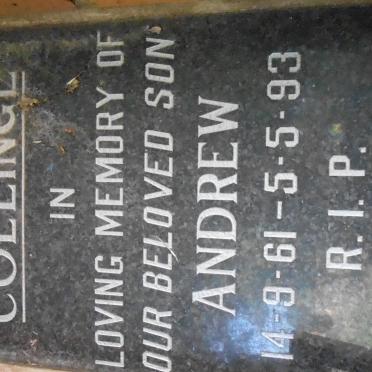 IN
LOVING MEMORY OF
OUR BELOVED SON
ANDREW
14-9-61-5-5-93
R.I.P.